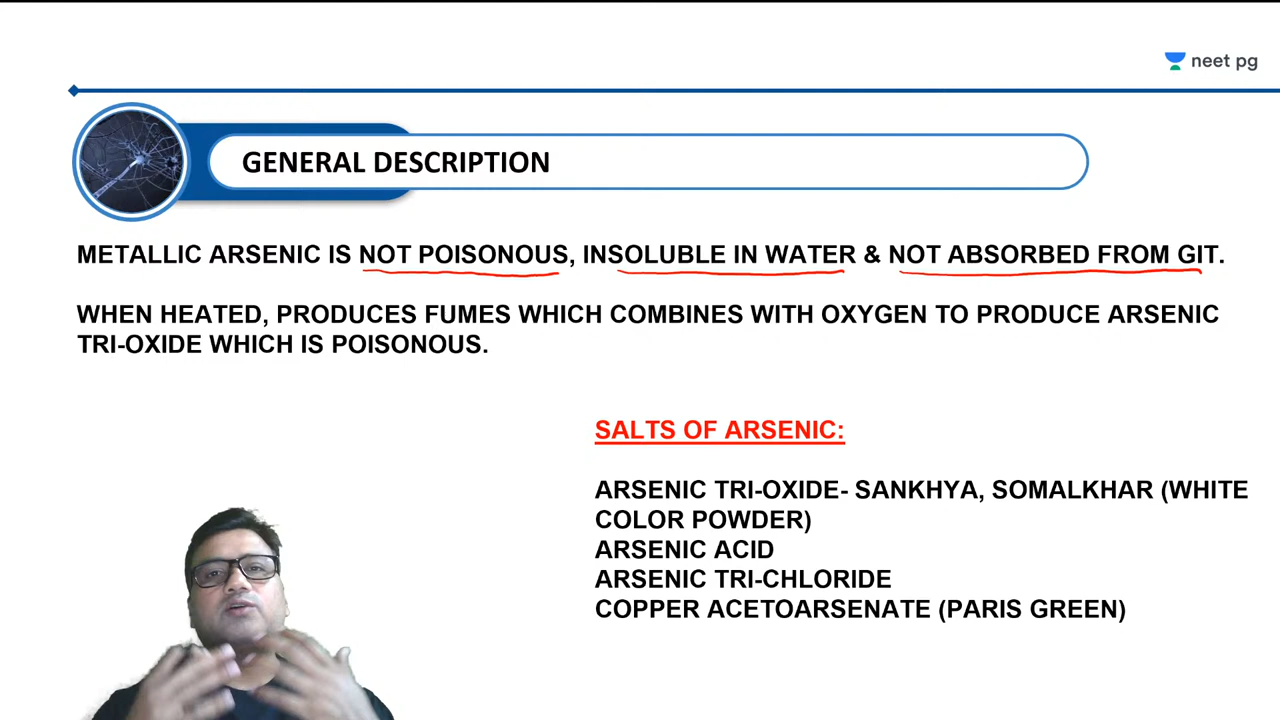 neet pg
GENERAL DESCRIPTION
METALLIC ARSENIC IS NOT POISONOUS, INSOLUBLE IN WATER & NOT ABSORBED FROM GIT.
WHEN HEATED, PRODUCES FUMES WHICH COMBINES WITH OXYGEN TO PRODUCE ARSENIC
TRI-OXIDE WHICH IS POISONOUS.
SALTS OF ARSENIC:
ARSENIC TRI-OXIDE- SANKHYA, SOMALKHAR (WHITE
COLOR POWDER)
ARSENIC ACID
ARSENIC TRI-CHLORIDE
COPPER ACETOARSENATE (PARIS GREEN)